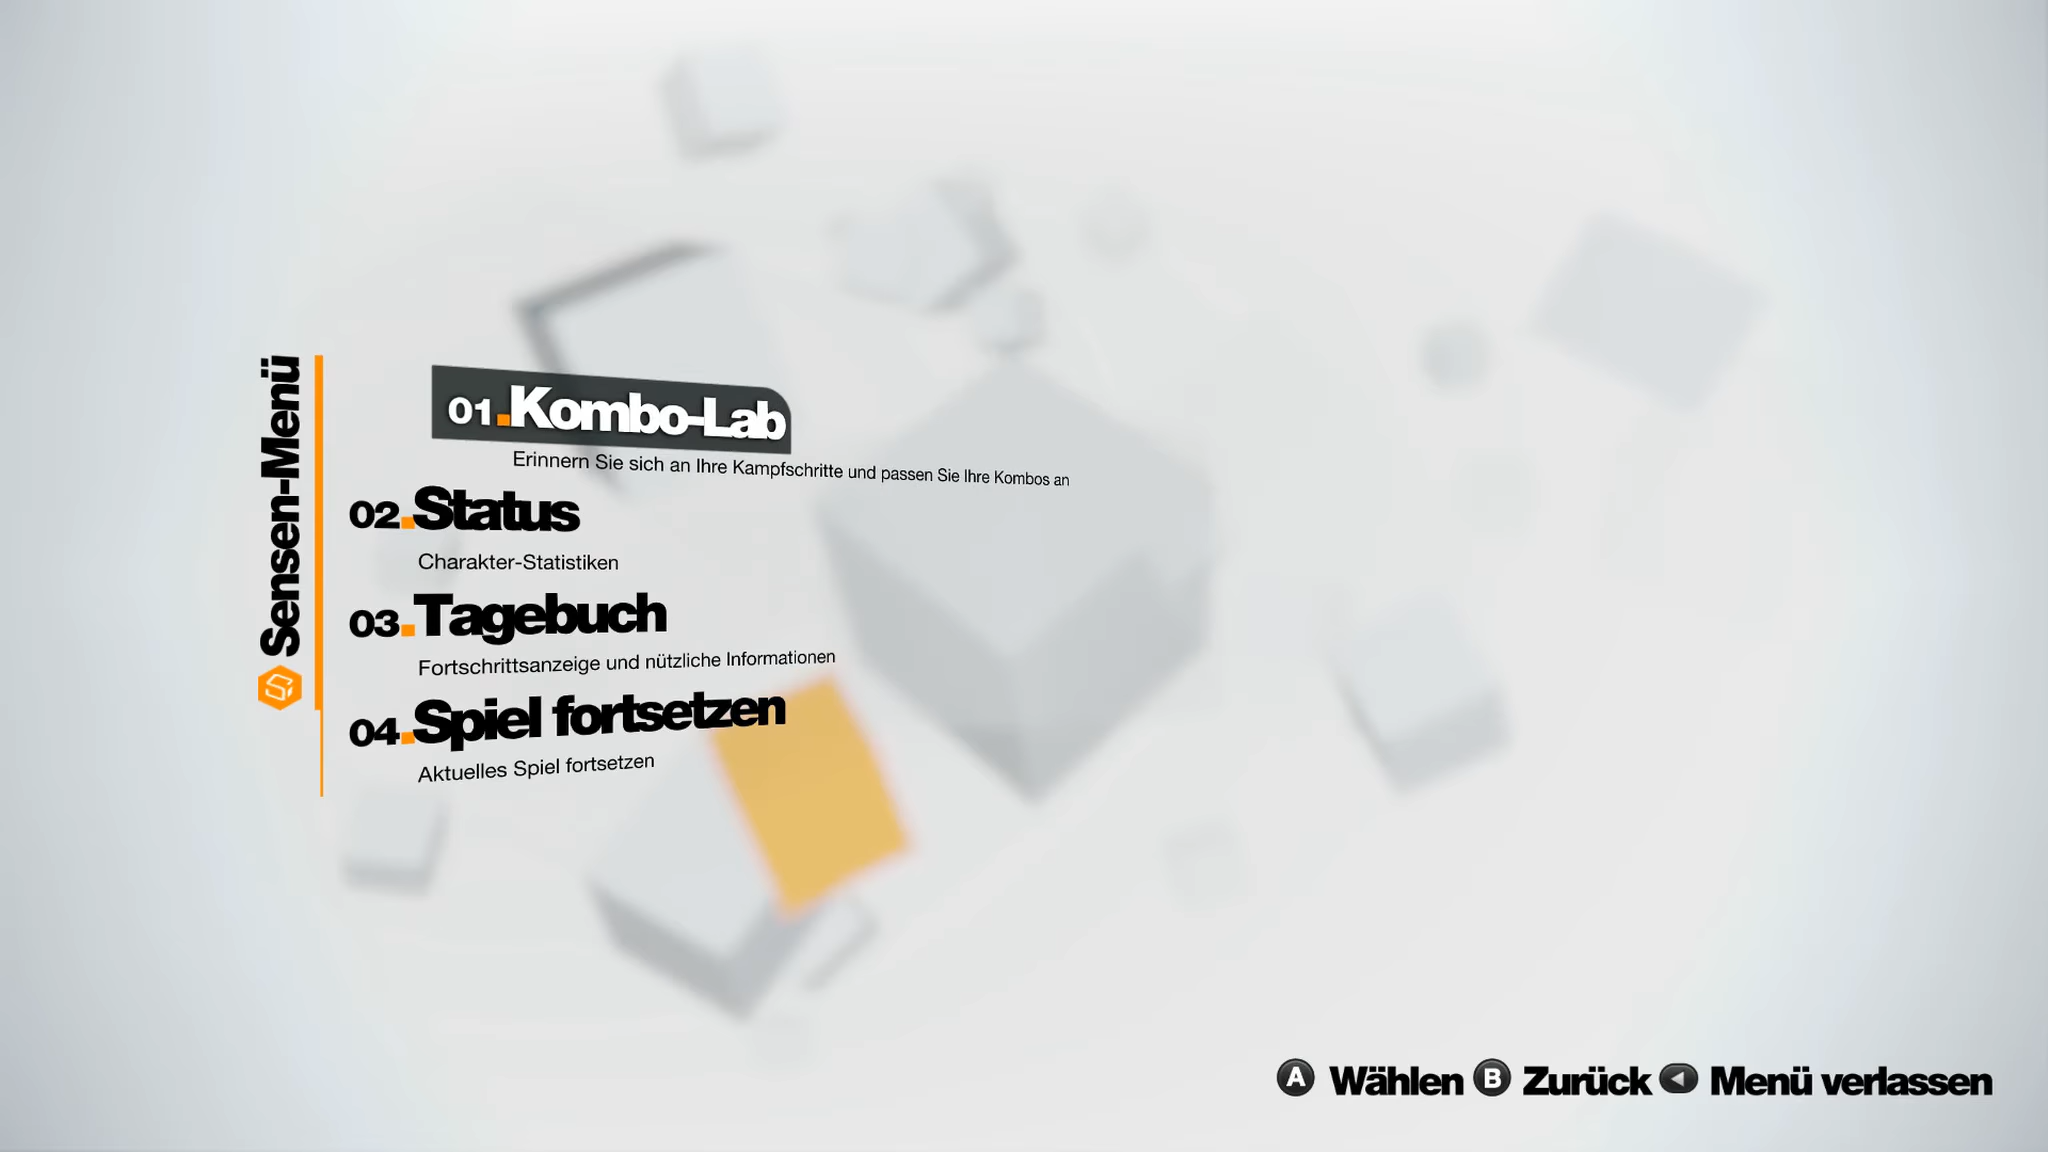 Sensen-Menü
01.Kombo-Lab
Erinnern Sie sich an Ihre Kampfschritte und passen Sie Ihre Kombos an
02.Status
Charakter-Statistiken
03.Tagebuch
Fortschrittsanzeige und nützliche Informationen
04.Spiel fortsetzen
Aktuelles Spiel fortsetzen
A Wählen B Zurück Menü verlassen